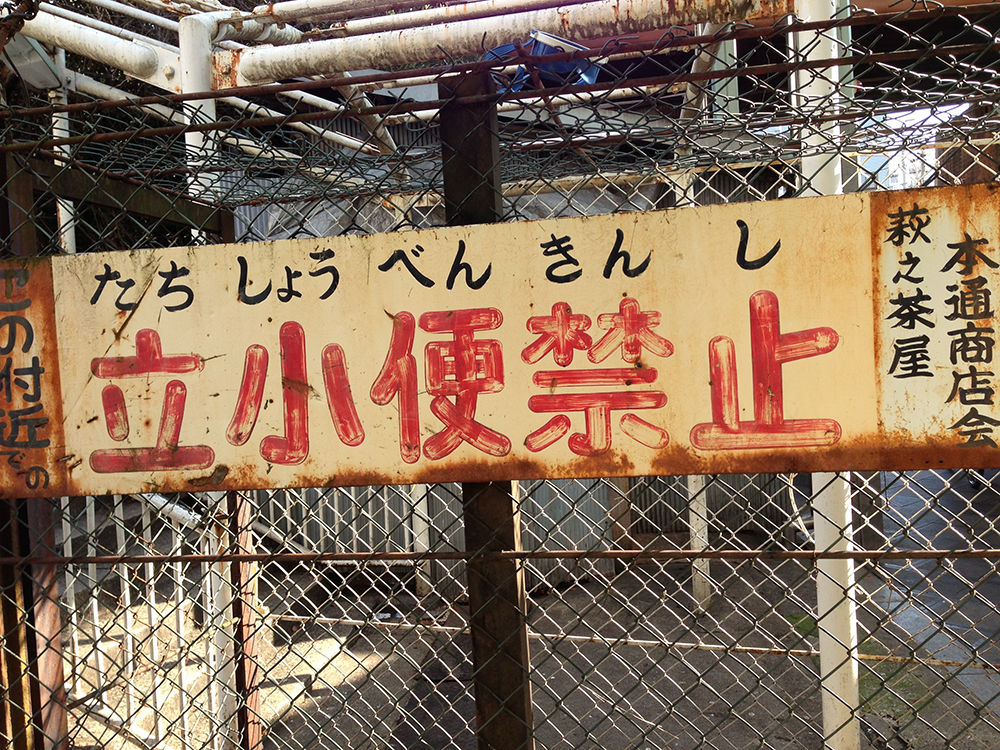 この付近での
たちしょうべんきんし
立小便禁止
本通商店会
萩之茶屋